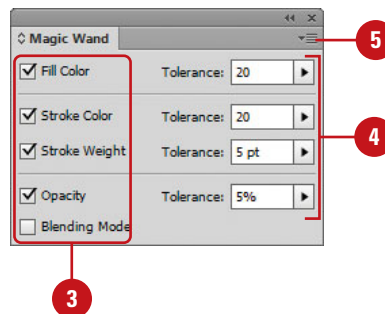 Magic Wand
5
Fill Color Tolerance: 20
Stroke Color Tolerance: 20
4
Stroke Weight Tolerance: 5 pt
Opacity Tolerance: 5%
Blending Mode
3